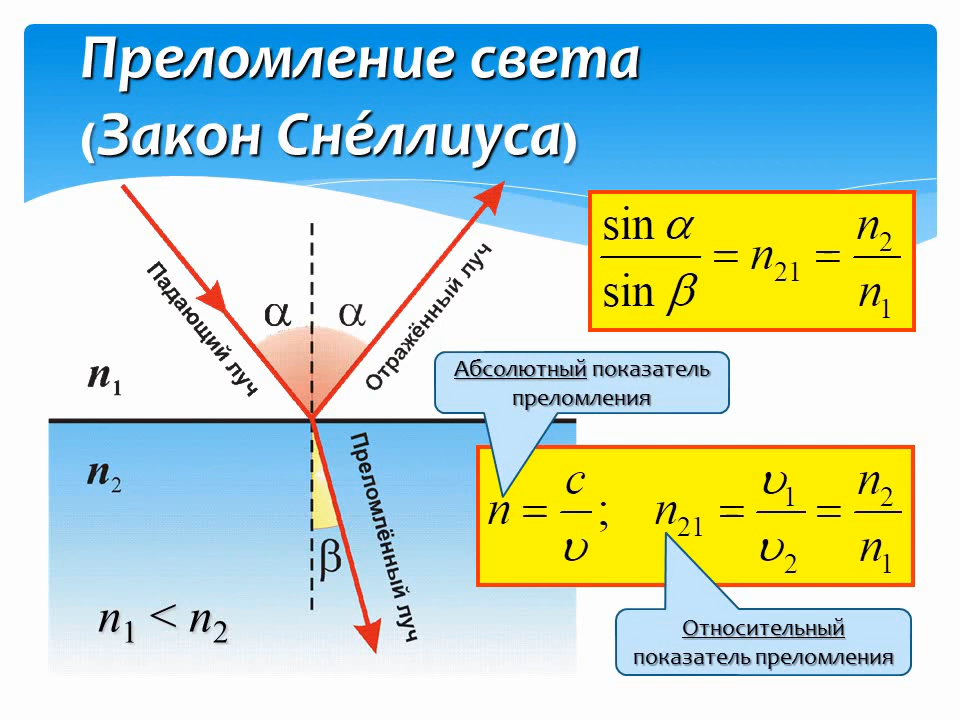 Преломление света
(Закон Сне́ллиуса)
Падающий луч
α
α
Отражённый луч
n₁
n₂
Преломлённый луч
β
n₁ < n₂
sin α / sin β = n₂₁ = n₂ / n₁
Абсолютный показатель
преломления
n = c / υ; n₂₁ = υ₁ / υ₂ = n₂ / n₁
Относительный
показатель преломления